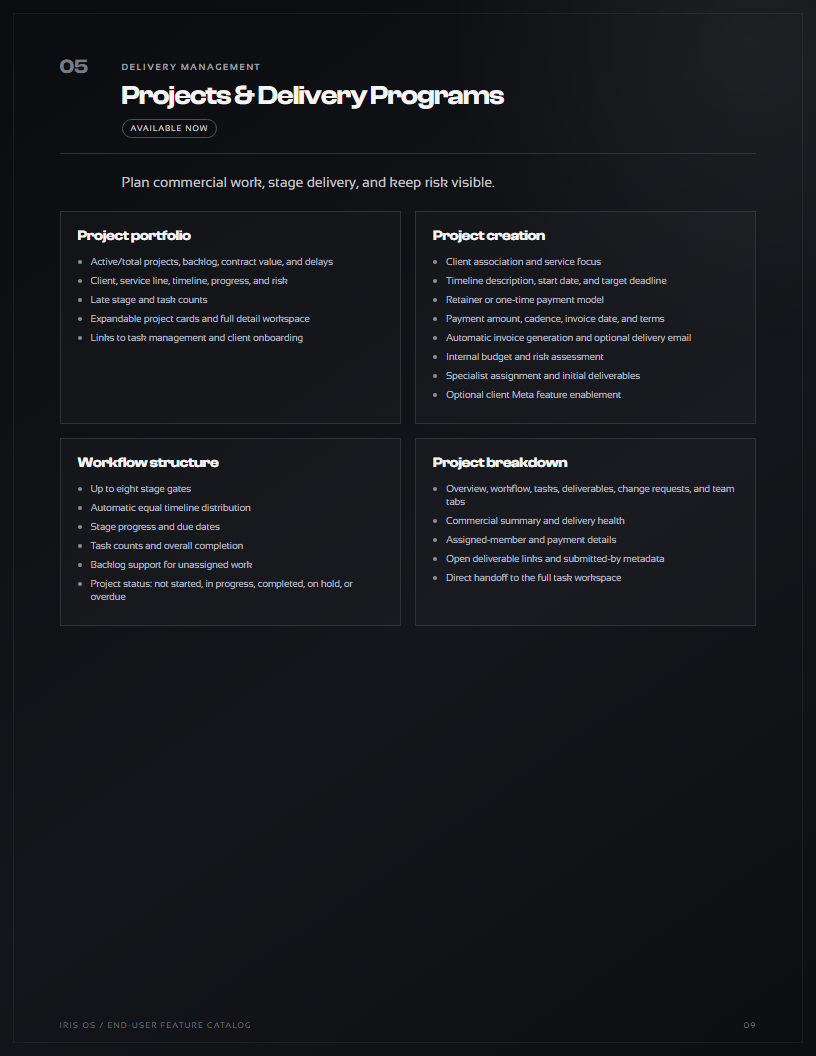 05
DELIVERY MANAGEMENT
Projects & Delivery Programs
AVAILABLE NOW
Plan commercial work, stage delivery, and keep risk visible.
Project portfolio
Active/total projects, backlog, contract value, and delays
Client, service line, timeline, progress, and risk
Late stage and task counts
Expandable project cards and full detail workspace
Links to task management and client onboarding
Project creation
Client association and service focus
Timeline description, start date, and target deadline
Retainer or one-time payment model
Payment amount, cadence, invoice date, and terms
Automatic invoice generation and optional delivery email
Internal budget and risk assessment
Specialist assignment and initial deliverables
Optional client Meta feature enablement
Workflow structure
Up to eight stage gates
Automatic equal timeline distribution
Stage progress and due dates
Task counts and overall completion
Backlog support for unassigned work
Project status: not started, in progress, completed, on hold, or
overdue
Project breakdown
Overview, workflow, tasks, deliverables, change requests, and team
tabs
Commercial summary and delivery health
Assigned-member and payment details
Open deliverable links and submitted-by metadata
Direct handoff to the full task workspace
IRIS OS / END-USER FEATURE CATALOG
09